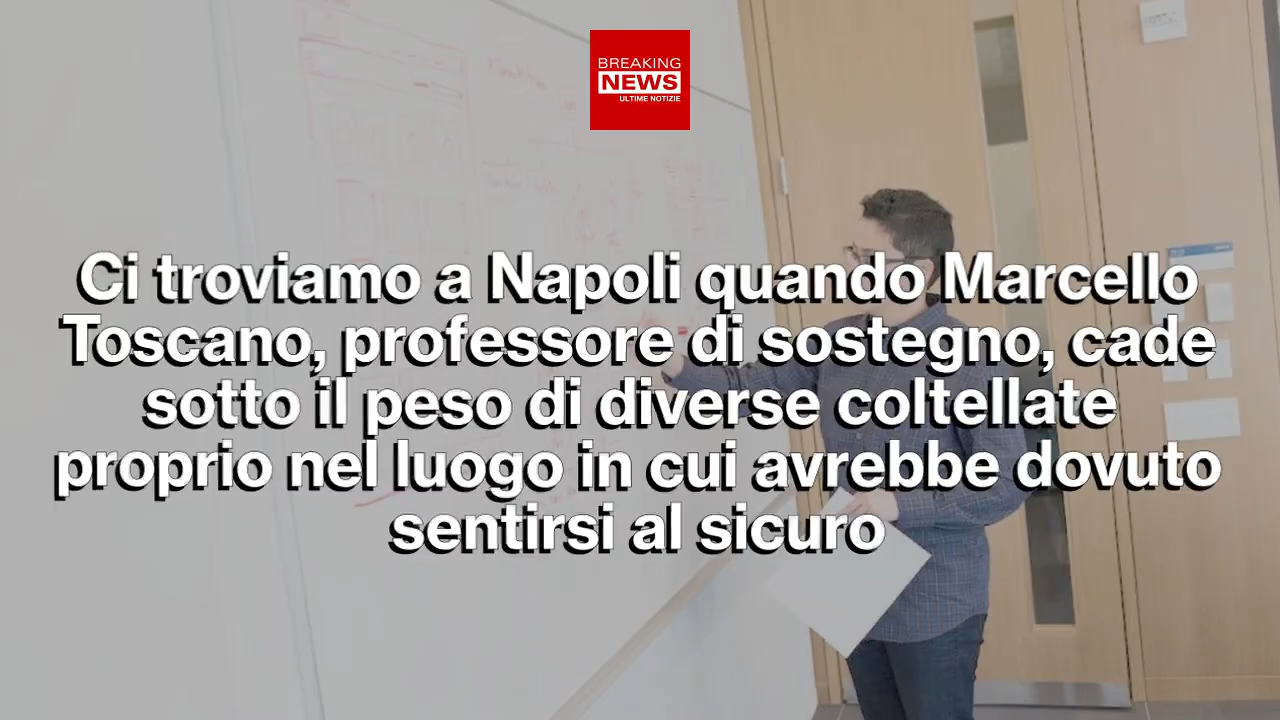 BREAKING
NEWS
ULTIME NOTIZIE
Ci troviamo a Napoli quando Marcello
Toscano, professore di sostegno, cade
sotto il peso di diverse coltellate
proprio nel luogo in cui avrebbe dovuto
sentirsi al sicuro